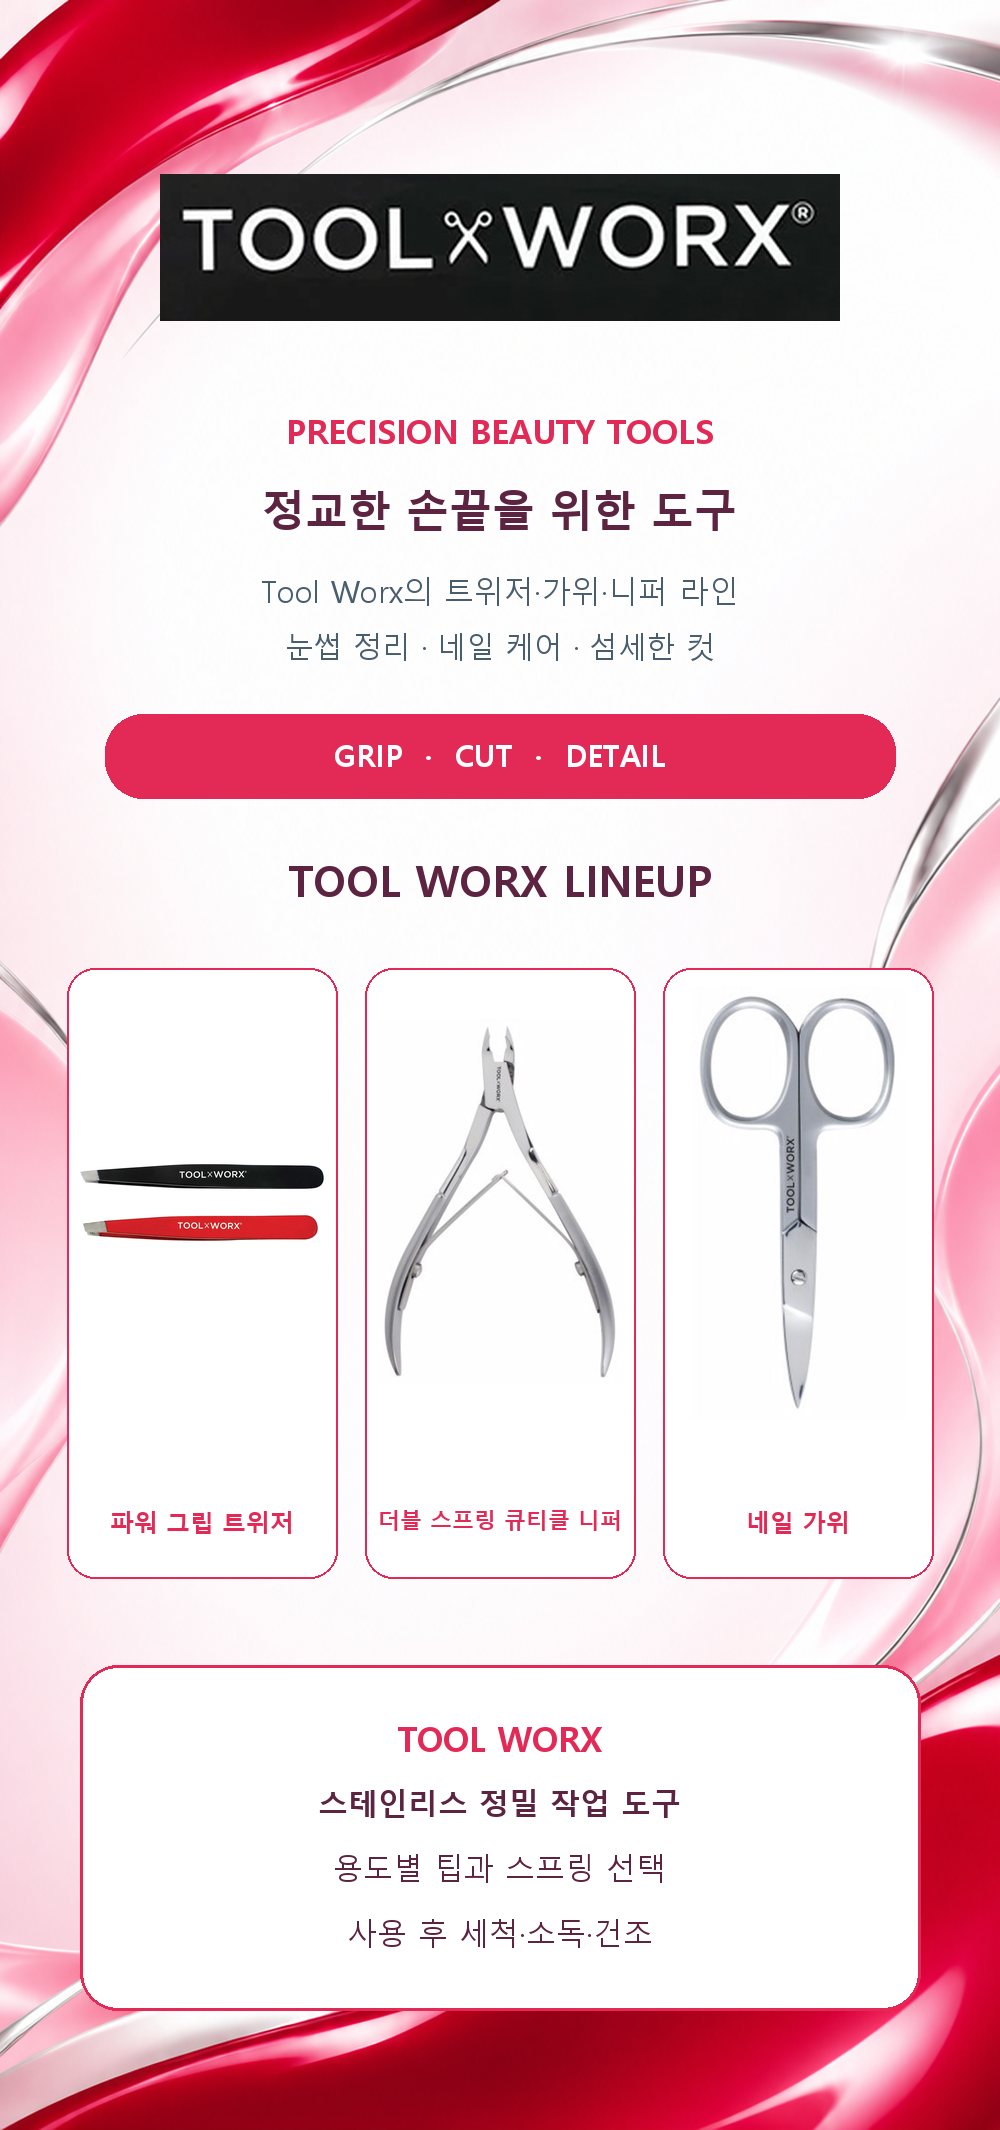 TOOL WORX®
PRECISION BEAUTY TOOLS
정교한 손끝을 위한 도구
Tool Worx의 트위저·가위·니퍼 라인
눈썹 정리 · 네일 케어 · 섬세한 컷
GRIP · CUT · DETAIL
TOOL WORX LINEUP
TOOL WORX
TOOL WORX
TOOL WORX
TOOL WORX
파워 그립 트위저
더블 스프링 큐티클 니퍼
네일 가위
TOOL WORX
스테인리스 정밀 작업 도구
용도별 팁과 스프링 선택
사용 후 세척·소독·건조